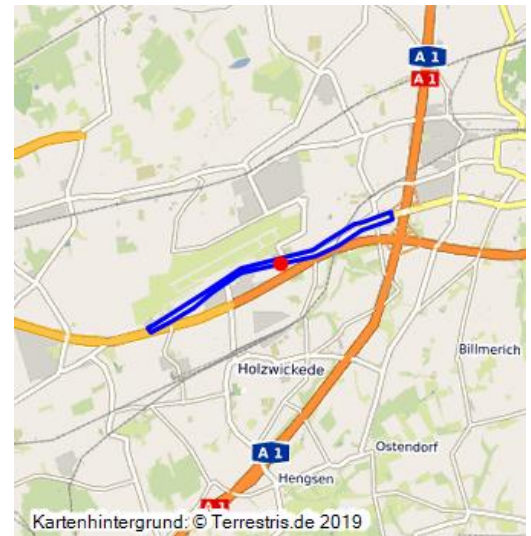 A 1
A 1
Billmerich
Holzwickede
Ostendorf
A 1
Hengsen
A 1
Kartenhintergrund: © Terrestris.de 2019